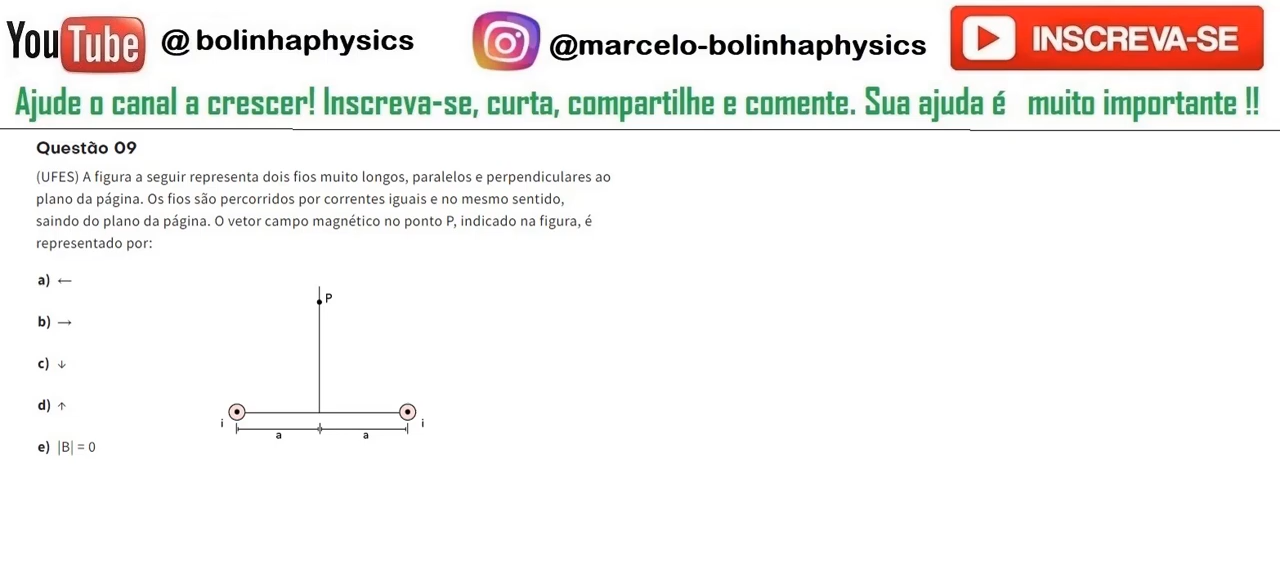 YouTube @ bolinhaphysics @marcelo-bolinhaphysics INSCREVA-SE
Ajude o canal a crescer! Inscreva-se, curta, compartilhe e comente. Sua ajuda é muito importante !!
Questão 09
(UFES) A figura a seguir representa dois fios muito longos, paralelos e perpendiculares ao
plano da página. Os fios são percorridos por correntes iguais e no mesmo sentido,
saindo do plano da página. O vetor campo magnético no ponto P, indicado na figura, é
representado por:
a) ←
b) →
c) ↓
d) ↑
e) |B| = 0
P
i i
a a